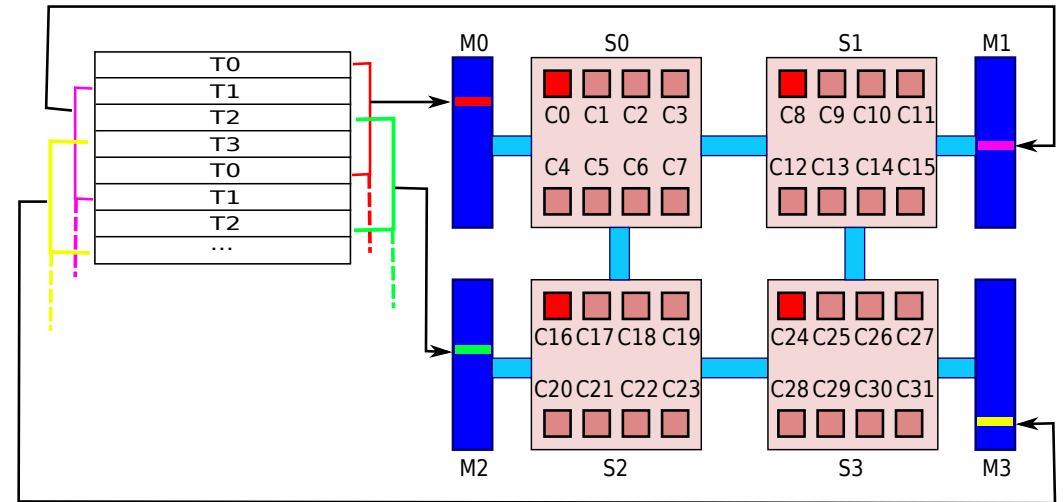 M0 S0 S1 M1
T0
T1
T2
T3
T0
T1
T2
...
C0 C1 C2 C3 C8 C9 C10 C11
C4 C5 C6 C7 C12 C13 C14 C15
C16 C17 C18 C19 C24 C25 C26 C27
C20 C21 C22 C23 C28 C29 C30 C31
M2 S2 S3 M3